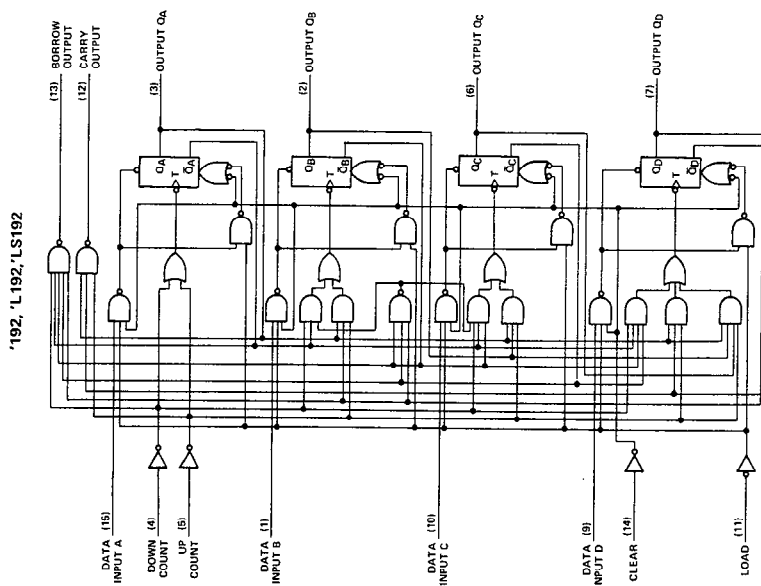 '192, 'L192, 'LS192
(13) BORROW OUTPUT
(12) CARRY OUTPUT
(3) OUTPUT QA
(2) OUTPUT QB
(6) OUTPUT QC
(7) OUTPUT QD
QA
T
Q̅A
QB
T
Q̅B
QC
T
Q̅C
QD
T
Q̅D
DATA INPUT A (15)
DOWN COUNT (4)
UP COUNT (5)
DATA INPUT B (1)
DATA INPUT C (10)
DATA INPUT D (9)
CLEAR (14)
LOAD (11)